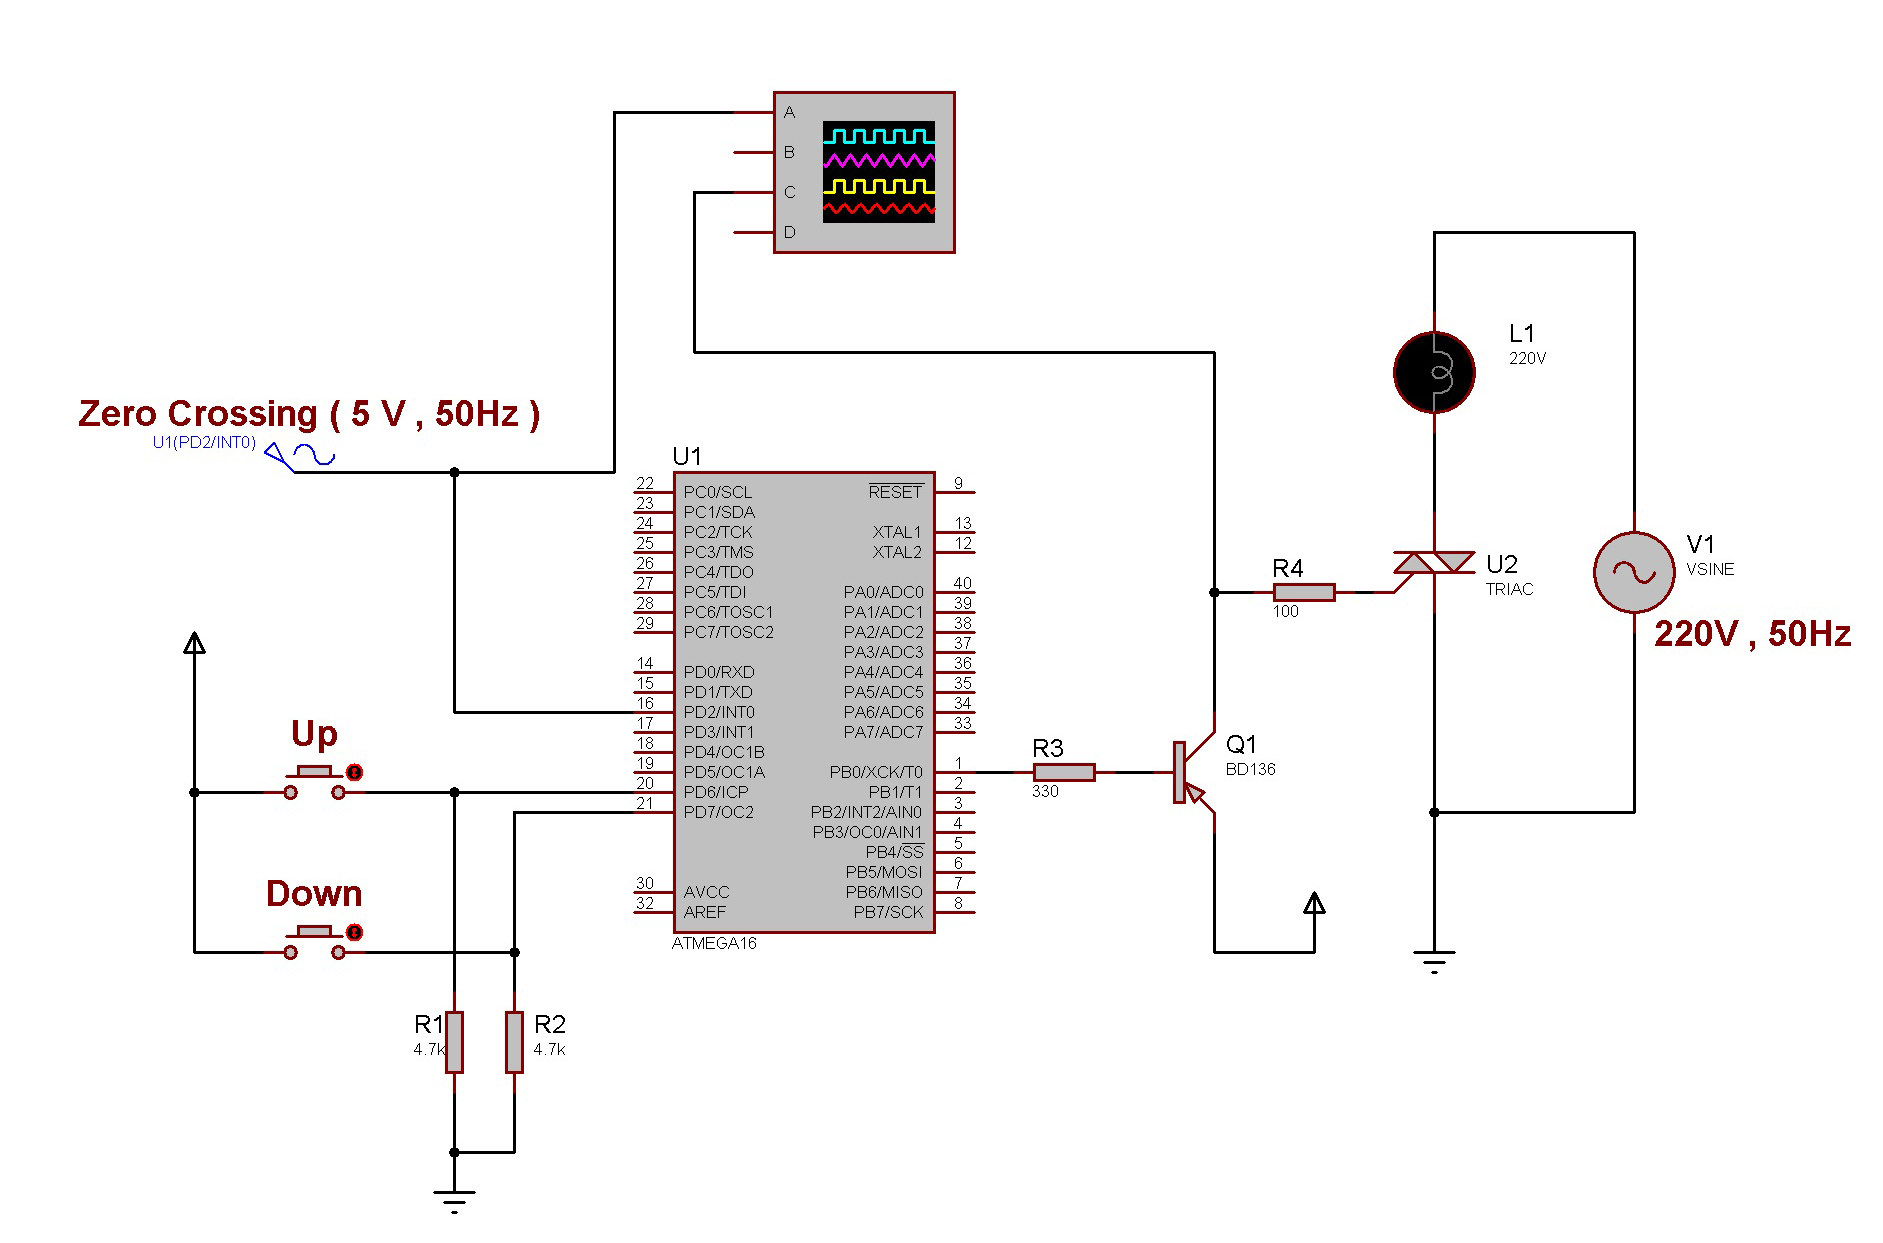 A
B
C
D
L1
220V
Zero Crossing ( 5 V , 50Hz )
U1(PD2/INT0)
U1
22 PC0/SCL RESET 9
23 PC1/SDA
24 PC2/TCK XTAL1 13
25 PC3/TMS XTAL2 12
26 PC4/TDO
27 PC5/TDI PA0/ADC0 40
28 PC6/TOSC1 PA1/ADC1 39
29 PC7/TOSC2 PA2/ADC2 38
PA3/ADC3 37
14 PD0/RXD PA4/ADC4 36
15 PD1/TXD PA5/ADC5 35
16 PD2/INT0 PA6/ADC6 34
17 PD3/INT1 PA7/ADC7 33
18 PD4/OC1B
19 PD5/OC1A PB0/XCK/T0 1
20 PD6/ICP PB1/T1 2
21 PD7/OC2 PB2/INT2/AIN0 3
PB3/OC0/AIN1 4
PB4/SS 5
PB5/MOSI 6
30 AVCC PB6/MISO 7
32 AREF PB7/SCK 8
ATMEGA16
R4
100
U2
TRIAC
V1
VSINE
220V , 50Hz
Up
R3
330
Q1
BD136
Down
R1
4.7k
R2
4.7k